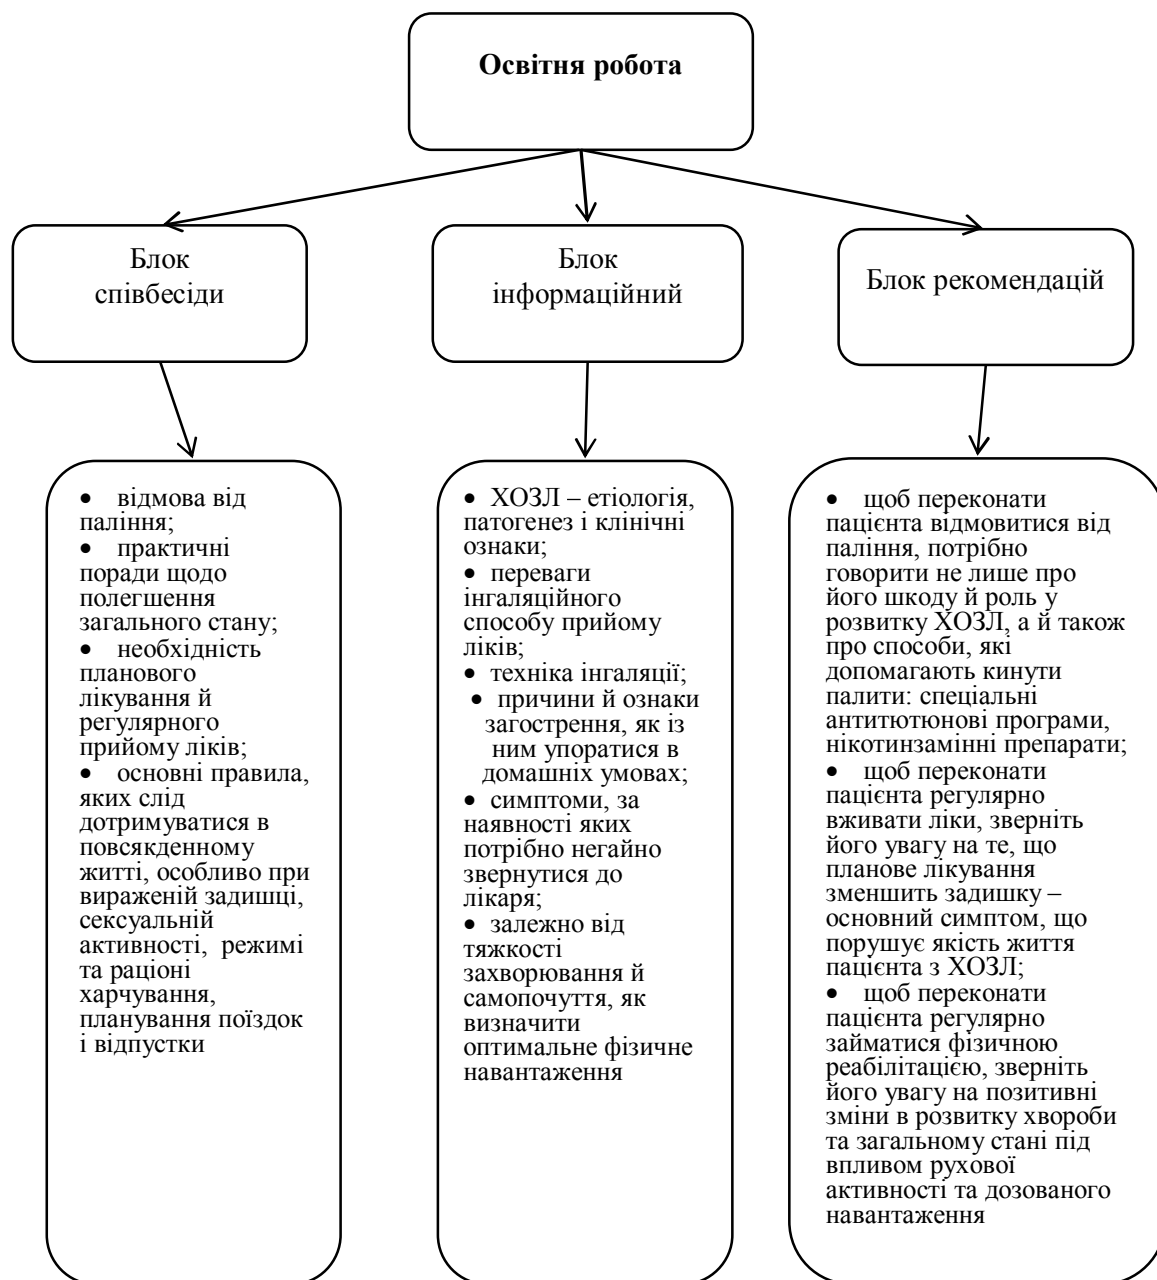 Освітня робота
Блок
співбесіди
Блок
інформаційний
Блок рекомендацій
• відмова від
паління;
• практичні
поради щодо
полегшення
загального стану;
• необхідність
планового
лікування й
регулярного
прийому ліків;
• основні правила,
яких слід
дотримуватися в
повсякденному
житті, особливо при
вираженій задишці,
сексуальній
активності, режимі
та раціоні
харчування,
планування поїздок
і відпустки
• ХОЗЛ – етіологія,
патогенез і клінічні
ознаки;
• переваги
інгаляційного
способу прийому
ліків;
• техніка інгаляції;
• причини й ознаки
загострення, як із
ним упоратися в
домашніх умовах;
• симптоми, за
наявності яких
потрібно негайно
звернутися до
лікаря;
• залежно від
тяжкості
захворювання й
самопочуття, як
визначити
оптимальне фізичне
навантаження
• щоб переконати
пацієнта відмовитися від
паління, потрібно
говорити не лише про
його шкоду й роль у
розвитку ХОЗЛ, а й також
про способи, які
допомагають кинути
палити: спеціальні
антитютюнові програми,
нікотинзамінні препарати;
• щоб переконати
пацієнта регулярно
вживати ліки, зверніть
його увагу на те, що
планове лікування
зменшить задишку –
основний симптом, що
порушує якість життя
пацієнта з ХОЗЛ;
• щоб переконати
пацієнта регулярно
займатися фізичною
реабілітацією, зверніть
його увагу на позитивні
зміни в розвитку хвороби
та загальному стані під
впливом рухової
активності та дозованого
навантаження